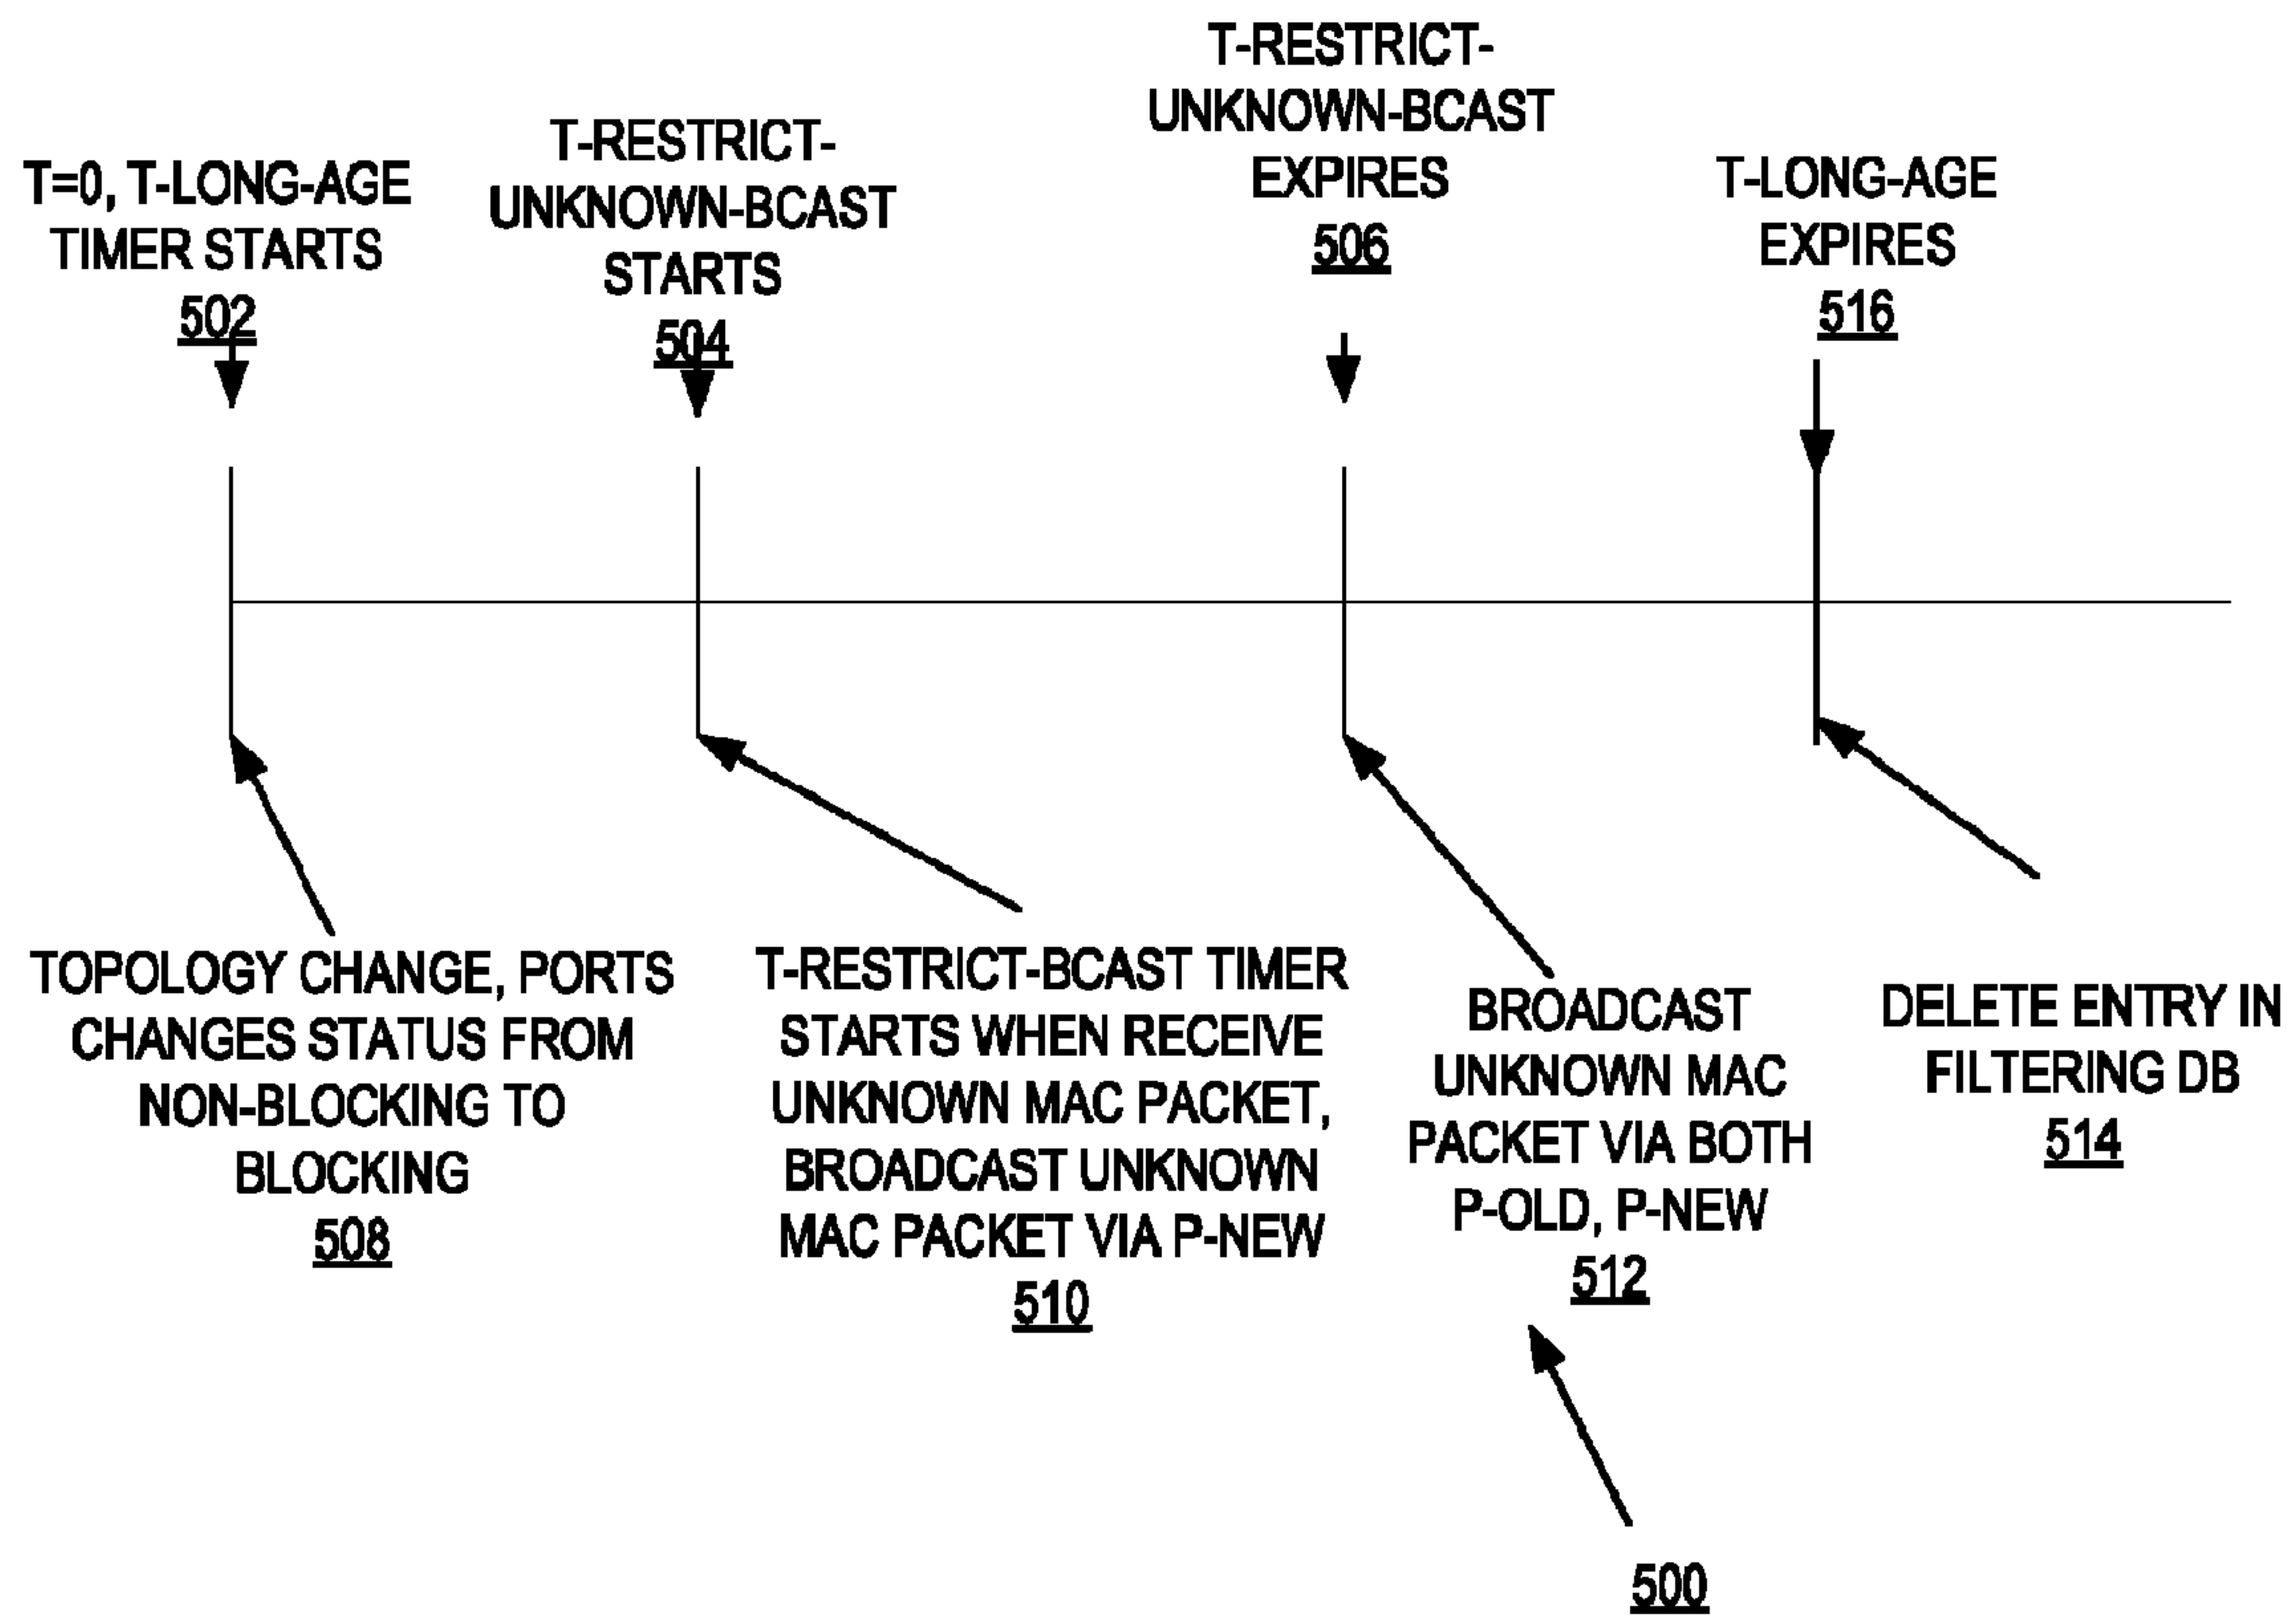 T=0, T-LONG-AGE
TIMER STARTS
502
T-RESTRICT-
UNKNOWN-BCAST
STARTS
504
T-RESTRICT-
UNKNOWN-BCAST
EXPIRES
506
T-LONG-AGE
EXPIRES
516
TOPOLOGY CHANGE, PORTS
CHANGES STATUS FROM
NON-BLOCKING TO
BLOCKING
508
T-RESTRICT-BCAST TIMER
STARTS WHEN RECEIVE
UNKNOWN MAC PACKET,
BROADCAST UNKNOWN
MAC PACKET VIA P-NEW
510
BROADCAST
UNKNOWN MAC
PACKET VIA BOTH
P-OLD, P-NEW
512
DELETE ENTRY IN
FILTERING DB
514
500